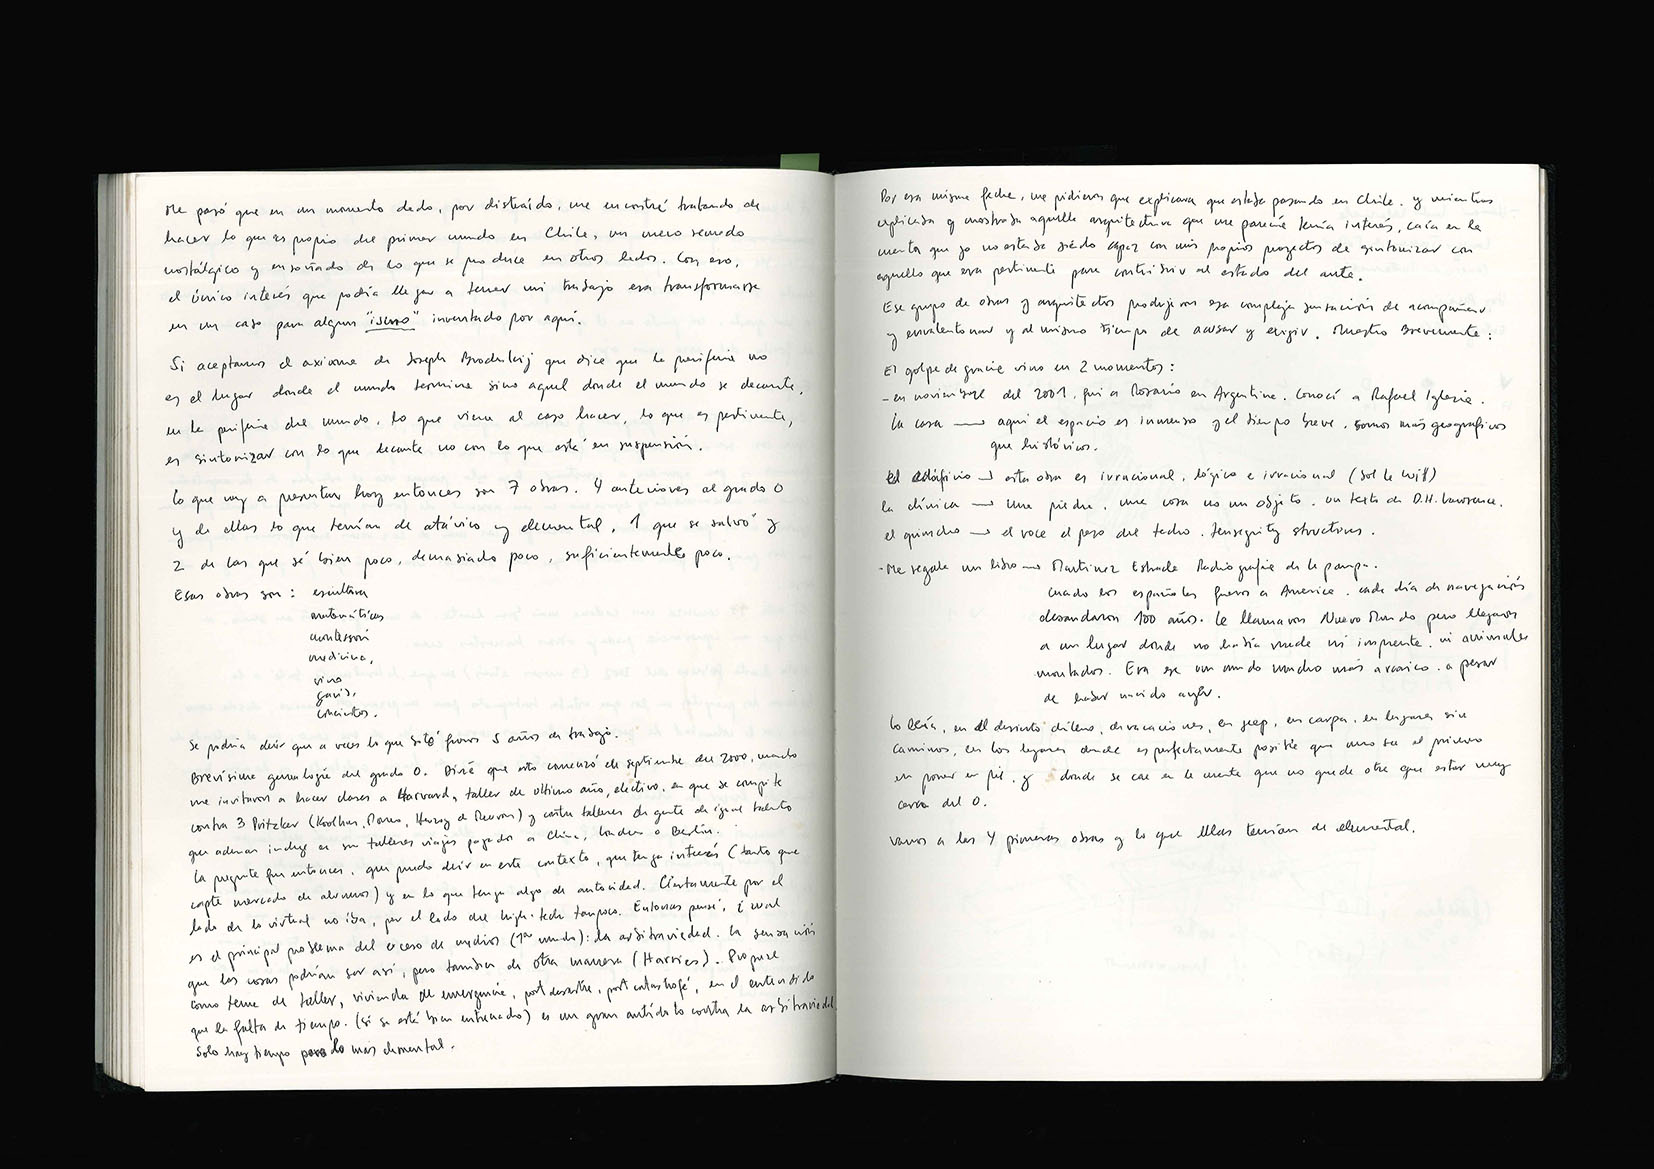 Me pasó que en un momento dado, por distraído, me encontré tratando de
hacer lo que es propio del primer mundo en Chile, un mero remedo
nostálgico y ensoñado de lo que se produce en otros lados. Con eso,
el único interés que podía llegar a tener mi trabajo era transformarse
en un caso para algun "ismo" inventado por aquí.
Si aceptamos el axioma de Joseph Brodskij que dice que la periferia no
es el lugar donde el mundo termina sino aquel donde el mundo se decanta,
en la periferia del mundo, lo que viene al caso hacer, lo que es pertinente,
es sintonizar con lo que decanta no con lo que está en suspensión.
Lo que voy a presentar hoy entonces son 7 obras. 4 anteriores al grado 0
y de ellas lo que tenían de atávico y elemental, 1 que se salvó y
2 de las que sé bien poco, demasiado poco, suficientemente poco.
Esas obras son: escultura
matemáticas
montessori
medicina,
vino
gavis,
conciertos.
Se podría decir que a veces lo que sobró fueron 5 años de trabajo.
Brevísima genealogía del grado 0. Diré que esto comenzó de septiembre del 2000, cuando
me invitaron a hacer clases a Harvard, taller de último año, electivo, en que se compite
contra 3 Pritzker (Koolhas, Moneo, Herzog de Meuron) y contra talleres de gente de igual talento
que además incluye en sus talleres viajes pagados a China, Londres o Berlín.
La pregunta fue entonces, que puedo decir en este contexto, que tenga interés (tanto que
capte mercado de alumnos) y en lo que tenga algo de autoridad. Ciertamente por el
lado de lo virtual no iba, por el lado del high-tech tampoco. Entonces pensé, ¿cual
es el principal problema del exceso de medios (1er mundo): la arbitrariedad. La sensación
que las cosas podrían ser así, pero también de otra manera (Harries). Propuse
como tema de taller, vivienda de emergencia, post desastre, post catástrofe, en el entendido
que la falta de tiempo. (si se está bien entrenado) es un gran antídoto contra la arbitrariedad.
Solo hay tiempo para lo más elemental.
Por esa misma fecha, me pidieron que explicara que estaba pasando en Chile. y mientras
explicaba y mostraba aquella arquitectura que me parecía tenía interés, caía en la
cuenta que yo no estaba siendo capaz con mis propios proyectos de sintonizar con
aquello que era pertinente para contribuir al estado del arte.
Ese grupo de obras y arquitectos produjeron esa compleja sensación de acompañar
y envalentonar y al mismo tiempo de acusar y exigir. Muestro brevemente:
El golpe de gracia vino en 2 momentos:
- en noviembre del 2001, fui a Rosario en Argentina. Conocí a Rafael Iglesia.
La casa → aquí el espacio es inmenso y el tiempo breve. somos más geográficos
que históricos.
el edificio → esta obra es irracional, lógico e irracional (Sol le Witt)
la clínica → una piedra, una cosa no un objeto. un texto de D.H. Lawrence.
el quincho → el voce el peso del techo. tensegrity structures.
- Me regala un libro → Martinez Estrada Radiografía de la pampa.
cuando los españoles fueron a America. cada día de navegación
desandaron 100 años. Le llamaron Nuevo Mundo pero llegaron
a un lugar donde no había rueda ni imprenta. ni animales
montados. Era ese un mundo mucho más arcaico. a pesar
de haber nacido ayer.
Lo leía, en el desierto chileno, de vacaciones, en jeep, en carpa, en lugares sin
caminos, en los lugares donde es perfectamente posible que uno sea el primero
en poner un pie, y donde se cae en la cuenta que no queda otra que estar muy
cerca del 0.
Vamos a las 4 primeras obras y lo que ellas tenían de elemental.